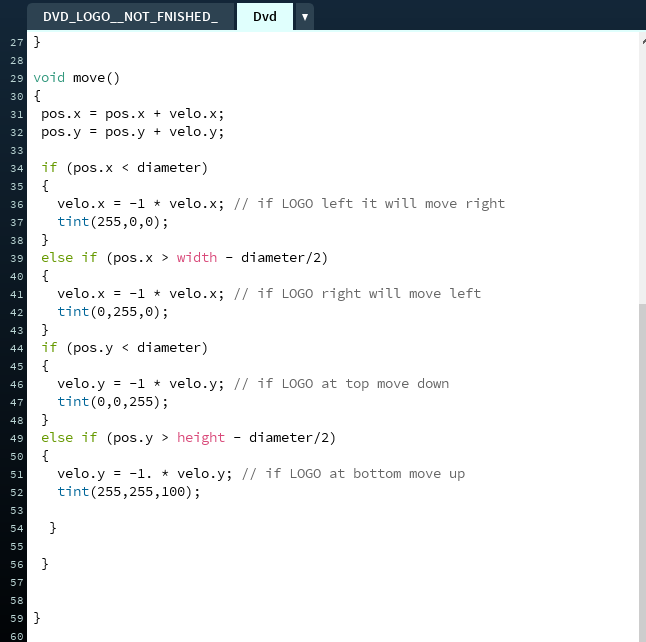 DVD_LOGO__NOT_FNISHED_ Dvd ▼
27 }
28
29 void move()
30 {
31 pos.x = pos.x + velo.x;
32 pos.y = pos.y + velo.y;
33
34 if (pos.x < diameter)
35 {
36 velo.x = -1 * velo.x; // if LOGO left it will move right
37 tint(255,0,0);
38 }
39 else if (pos.x > width - diameter/2)
40 {
41 velo.x = -1 * velo.x; // if LOGO right will move left
42 tint(0,255,0);
43 }
44 if (pos.y < diameter)
45 {
46 velo.y = -1 * velo.y; // if LOGO at top move down
47 tint(0,0,255);
48 }
49 else if (pos.y > height - diameter/2)
50 {
51 velo.y = -1. * velo.y; // if LOGO at bottom move up
52 tint(255,255,100);
53
54 }
55
56 }
57
58
59 }
60